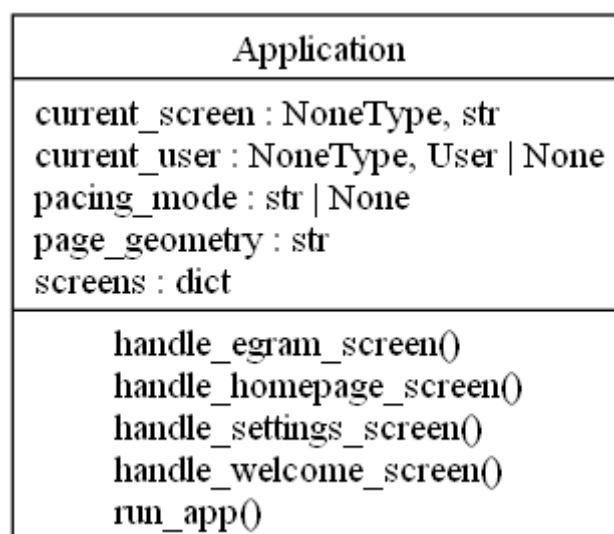 Application
current_screen : NoneType, str
current_user : NoneType, User | None
pacing_mode : str | None
page_geometry : str
screens : dict
handle_egram_screen()
handle_homepage_screen()
handle_settings_screen()
handle_welcome_screen()
run_app()